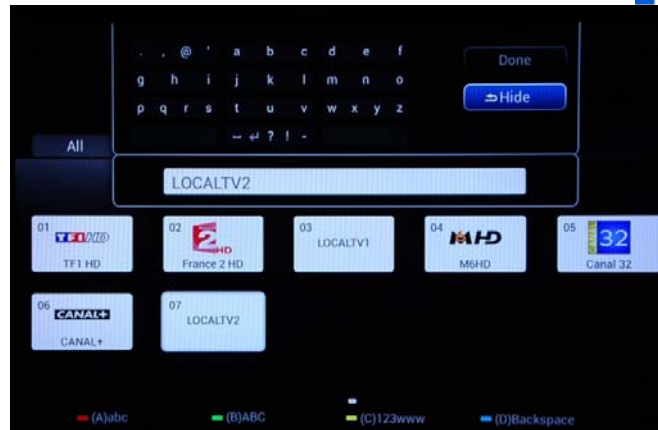 . , @ ' a b c d e f
Done
g h i j k l m n o
Hide
p q r s t u v w x y z
↵ ? ! -
All
LOCALTV2
01 TF1 HD
TF1 HD
02 2 HD
France 2 HD
03
LOCALTV1
04 M6HD
M6HD
05 32
Canal 32
06 CANAL+
CANAL+
07
LOCALTV2
(A)abc (B)ABC (C)123www (D)Backspace